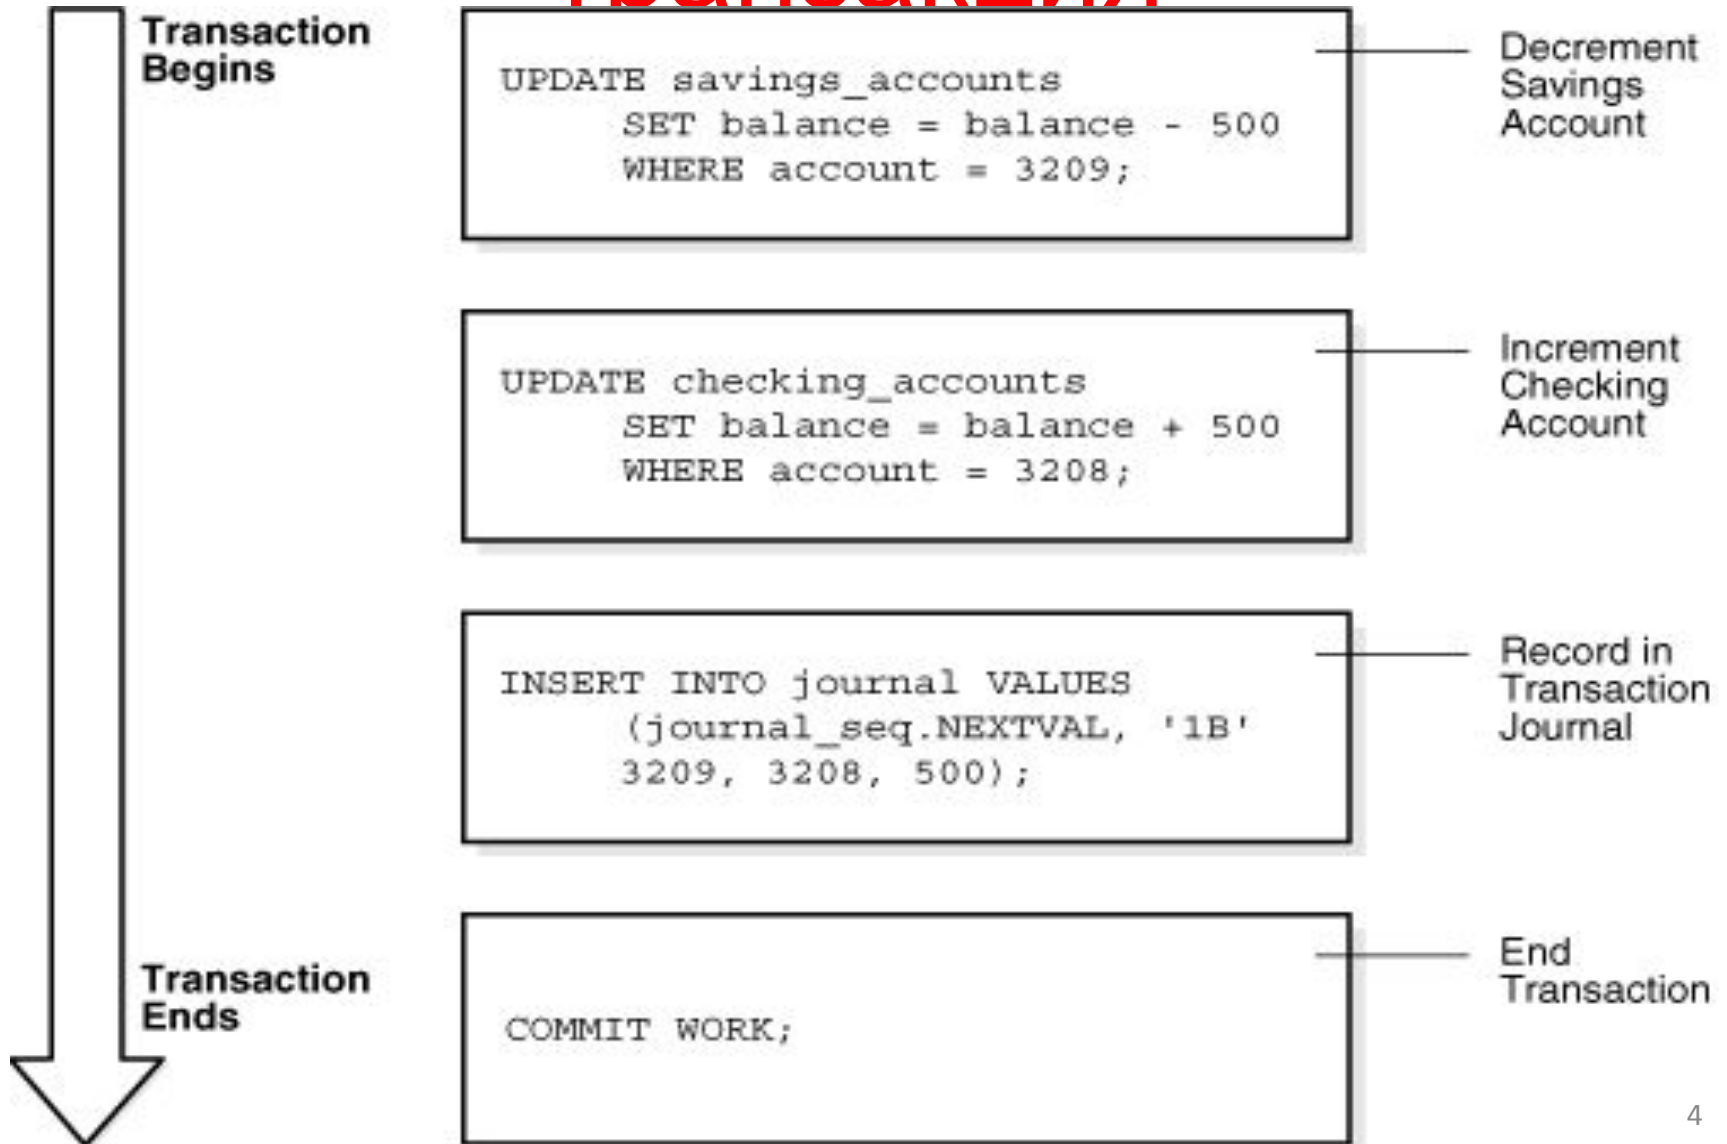 Transaction
Begins
UPDATE savings_accounts
SET balance = balance - 500
WHERE account = 3209;
Decrement
Savings
Account
UPDATE checking_accounts
SET balance = balance + 500
WHERE account = 3208;
Increment
Checking
Account
INSERT INTO journal VALUES
(journal_seq.NEXTVAL, '1B'
3209, 3208, 500);
Record in
Transaction
Journal
Transaction
Ends
COMMIT WORK;
End
Transaction
4